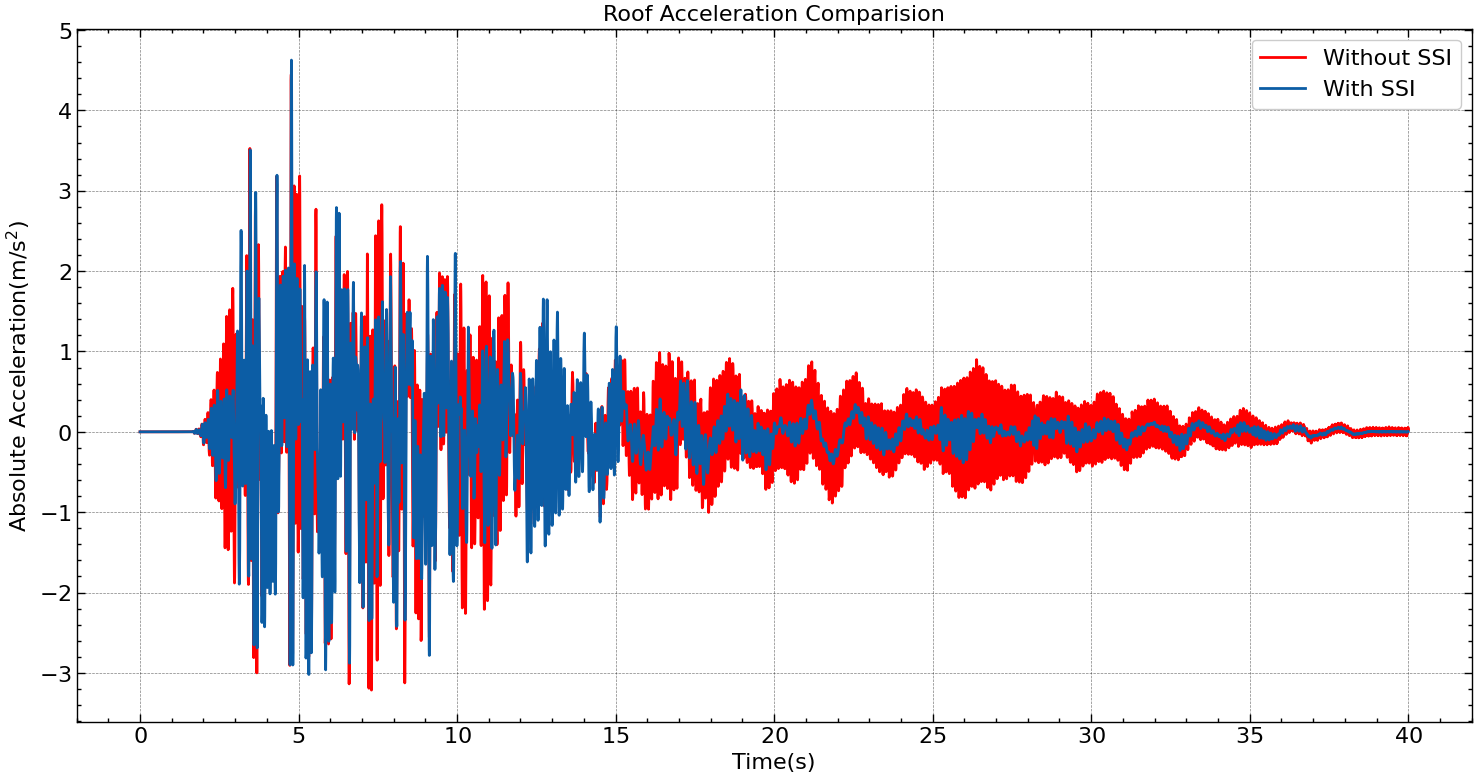 Roof Acceleration Comparision
Without SSI
With SSI
Absolute Acceleration(m/s²)
5
4
3
2
1
0
−1
−2
−3
0 5 10 15 20 25 30 35 40
Time(s)